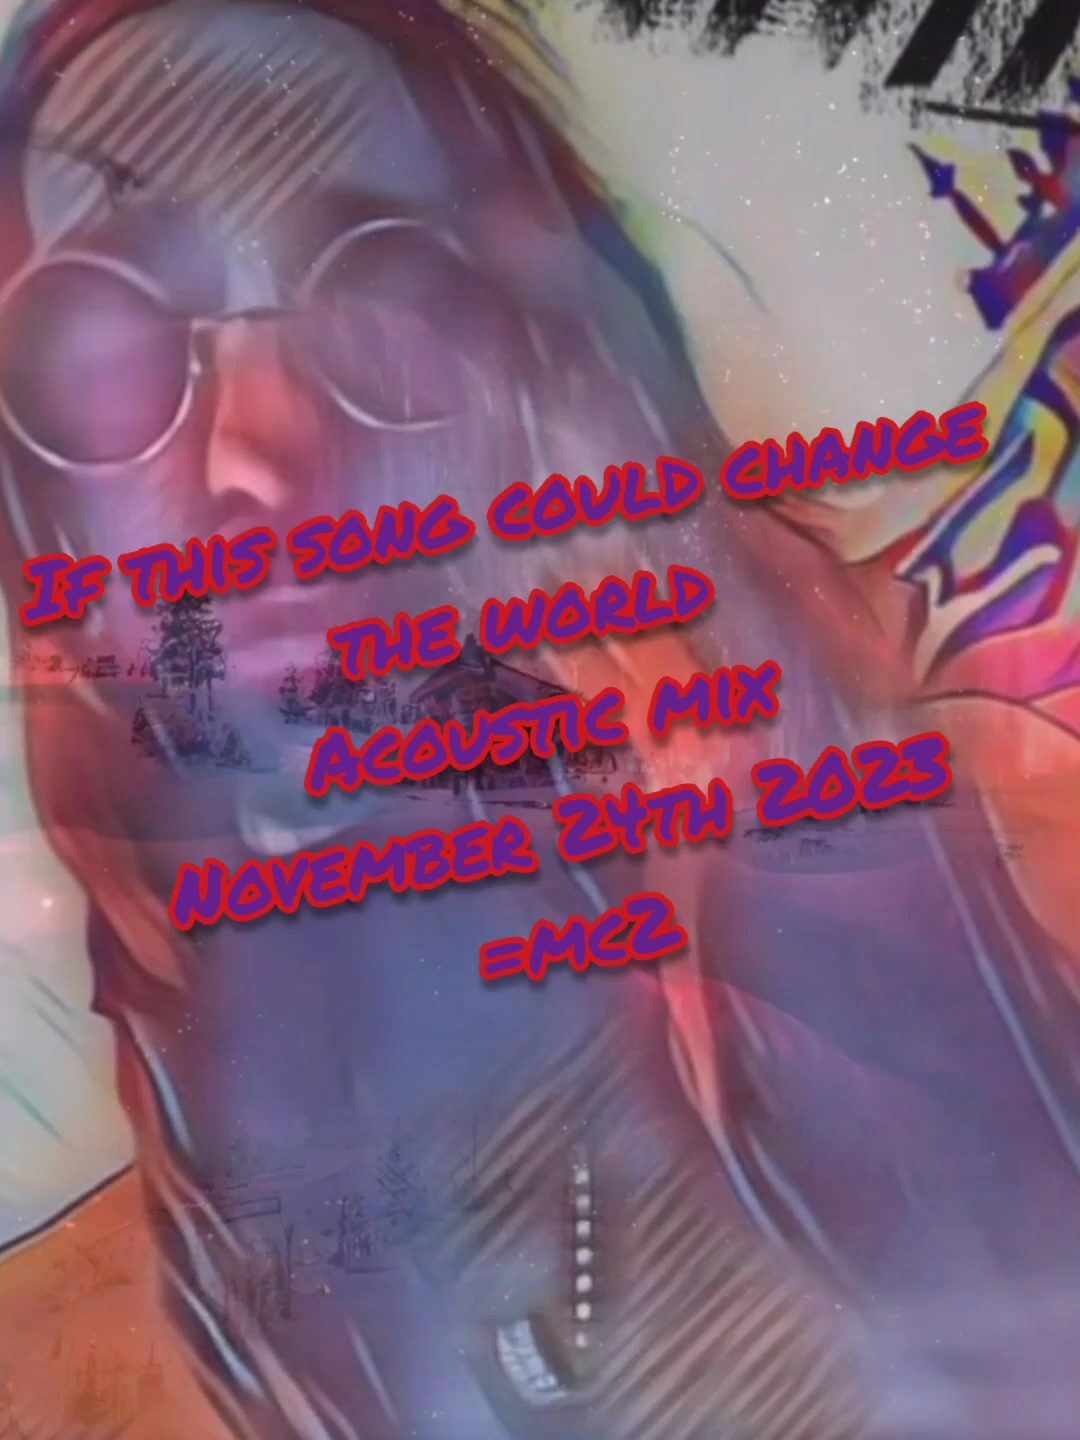 If this song could change
the world
Acoustic mix
November 24th 2023
=mc2